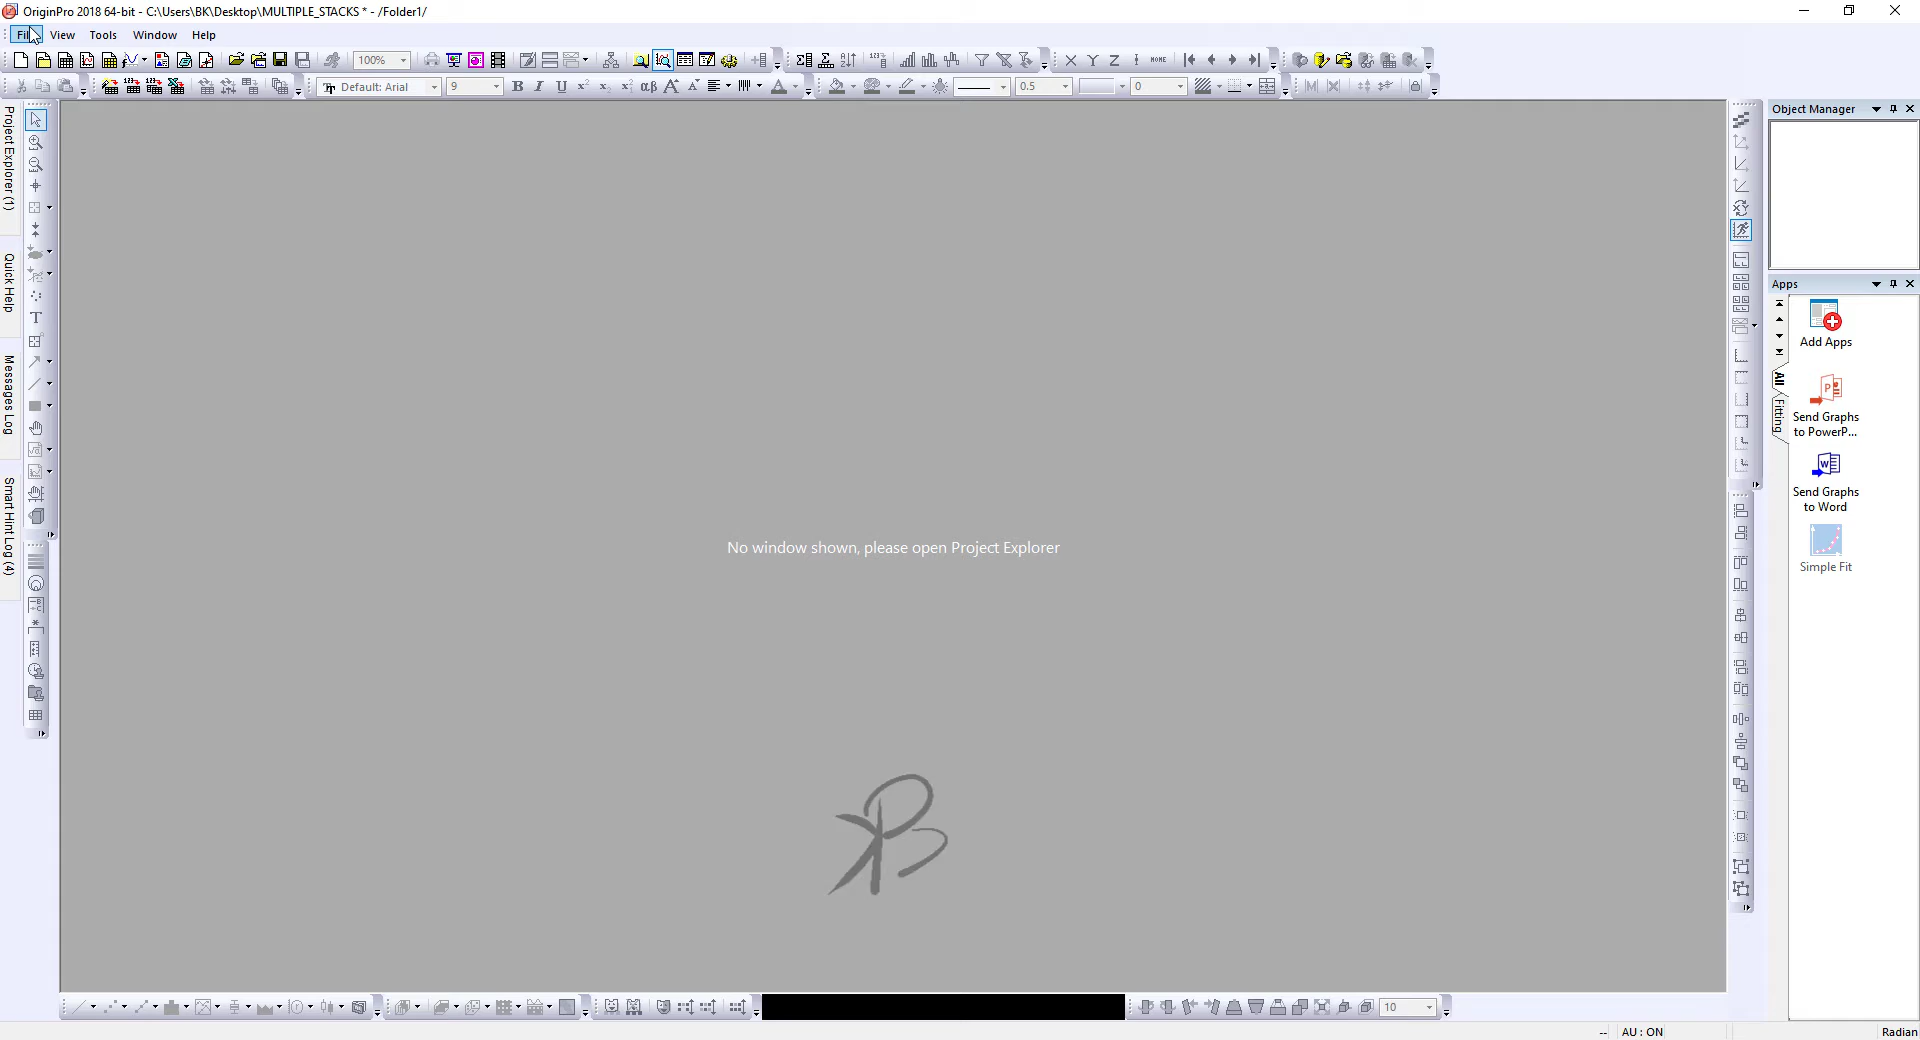 OriginPro 2018 64-bit - C:\Users\BK\Desktop\MULTIPLE_STACKS * - /Folder1/
View Tools Window Help
100%
HOME
Default: Arial
9
B I U
αβ
0.5
0
Project Explorer (1)
Quick Help
Messages Log
Smart Hint Log (4)
Object Manager
Apps
All
Fitting
Add Apps
Send Graphs
to PowerP...
Send Graphs
to Word
Simple Fit
No window shown, please open Project Explorer
10
-- AU : ON Radian